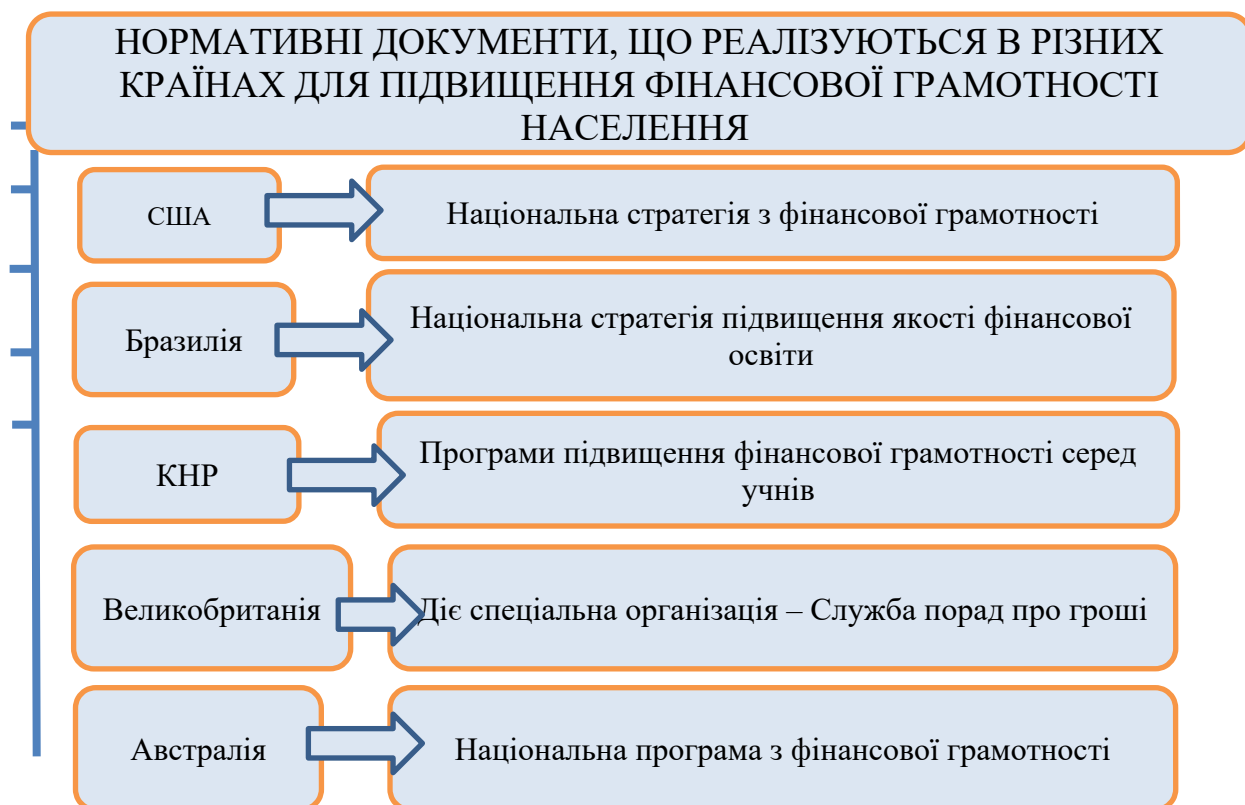 НОРМАТИВНІ ДОКУМЕНТИ, ЩО РЕАЛІЗУЮТЬСЯ В РІЗНИХ
КРАЇНАХ ДЛЯ ПІДВИЩЕННЯ ФІНАНСОВОЇ ГРАМОТНОСТІ
НАСЕЛЕННЯ
США
Національна стратегія з фінансової грамотності
Бразилія
Національна стратегія підвищення якості фінансової
освіти
КНР
Програми підвищення фінансової грамотності серед
учнів
Великобританія
Діє спеціальна організація – Служба порад про гроші
Австралія
Національна програма з фінансової грамотності